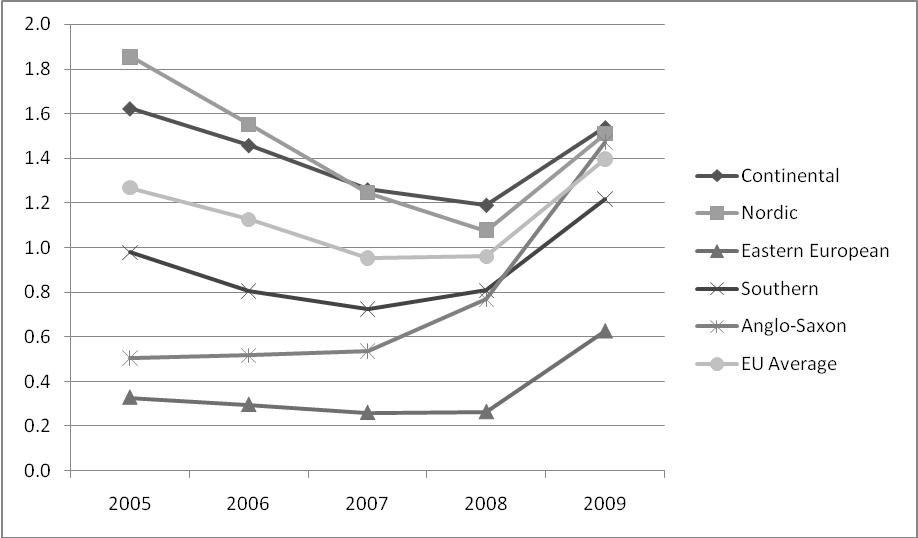 2.0
1.8
1.6
1.4
1.2
1.0
0.8
0.6
0.4
0.2
0.0
2005 2006 2007 2008 2009
Continental
Nordic
Eastern European
Southern
Anglo-Saxon
EU Average